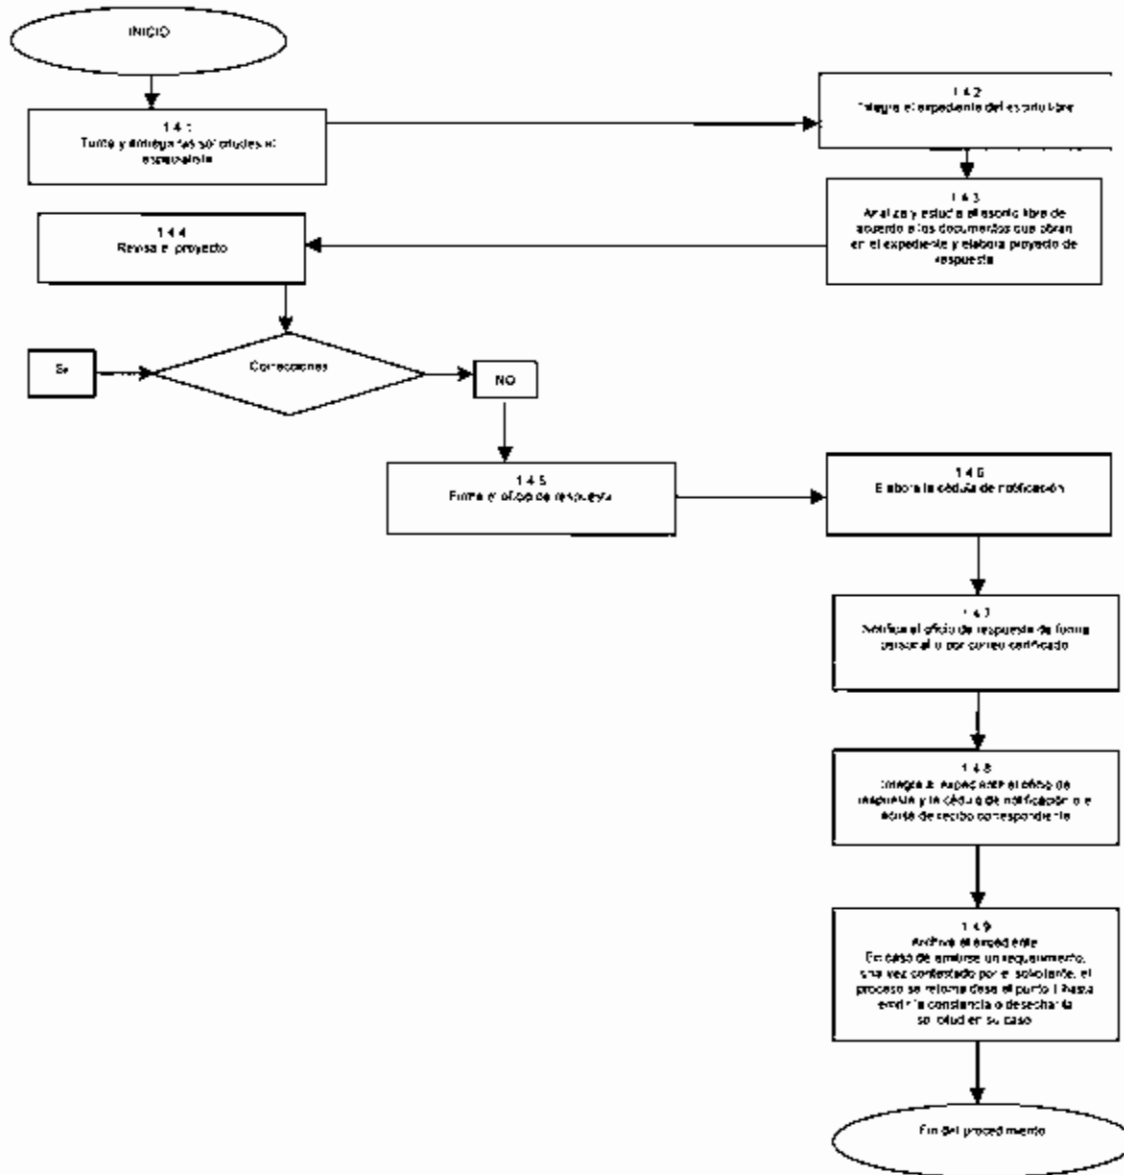 INICIO
1.4.1
Turna y entrega las solicitudes al
especialista
1.4.2
Integra el expediente del escrito libre
1.4.3
Analiza y estudia el escrito libre de
acuerdo a los documentos que obran
en el expediente y elabora proyecto de
respuesta
1.4.4
Revisa el proyecto
Correcciones
NO
1.4.5
Firma el oficio de respuesta
1.4.6
Elabora la cédula de notificación
1.4.7
Notifica el oficio de respuesta de forma
personal o por correo certificado
1.4.8
Integra al expediente el oficio de
respuesta y la cédula de notificación o el
acuse de recibo correspondiente
1.4.9
Archiva el expediente
En caso de emitirse un requerimiento,
una vez contestado por el solicitante, el
proceso se retoma dese el punto 1 hasta
emitir la constancia o desechar la
solicitud en su caso
Fin del procedimiento